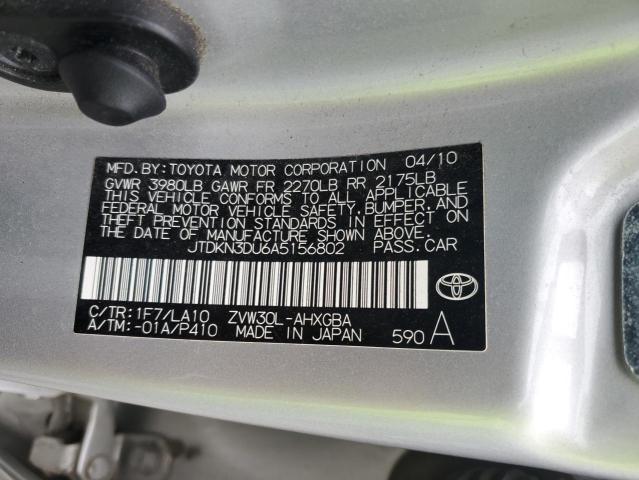 MFD.BY:TOYOTA MOTOR CORPORATION 04/10
GVWR 3980LB GAWR FR 2270LB RR 2175LB
THIS VEHICLE CONFORMS TO ALL APPLICABLE
FEDERAL MOTOR VEHICLE SAFETY, BUMPER, AND
THEFT PREVENTION STANDARDS IN EFFECT ON
THE DATE OF MANUFACTURE SHOWN ABOVE.
JTDKN3DU6A5156802 PASS.CAR
C/TR:1F7/LA10 ZVW30L-AHXGBA
A/TM:-01A/P410 MADE IN JAPAN 590 A